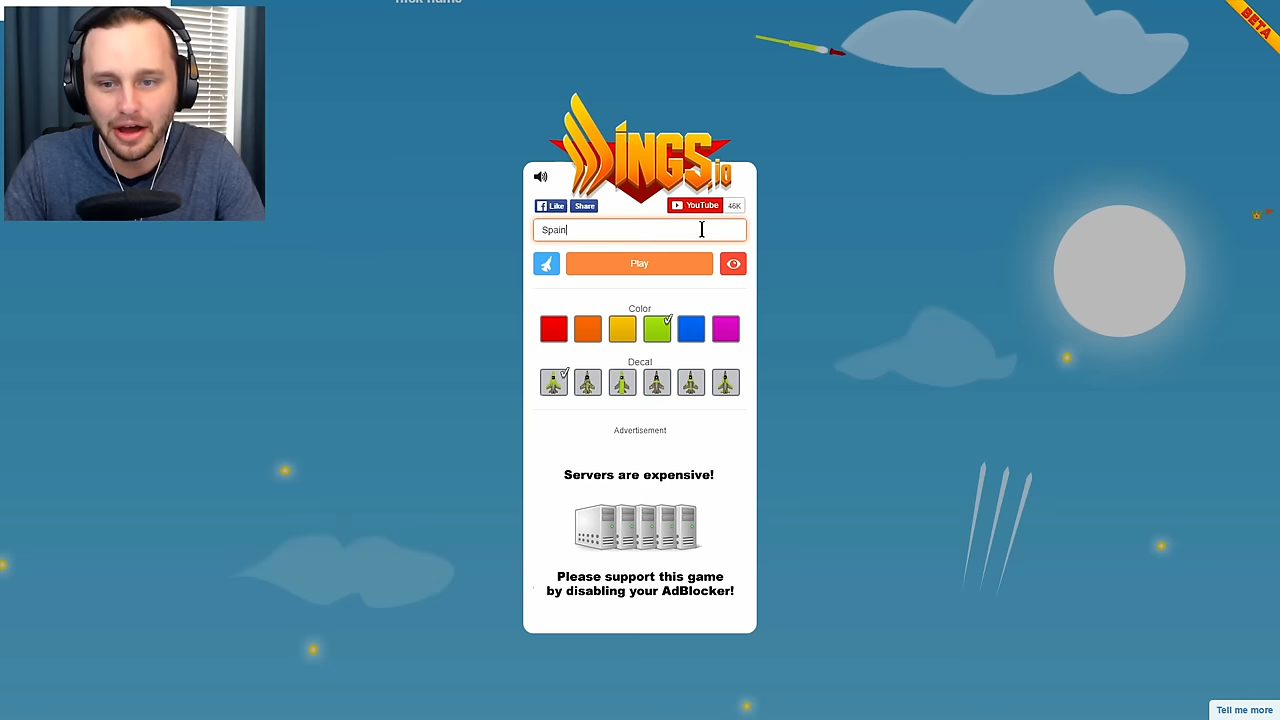 BETA
WiNGS.io
Like Share YouTube 46K
Spain
Play
Color
Decal
Advertisement
Servers are expensive!
Please support this game
by disabling your AdBlocker!
Tell me more